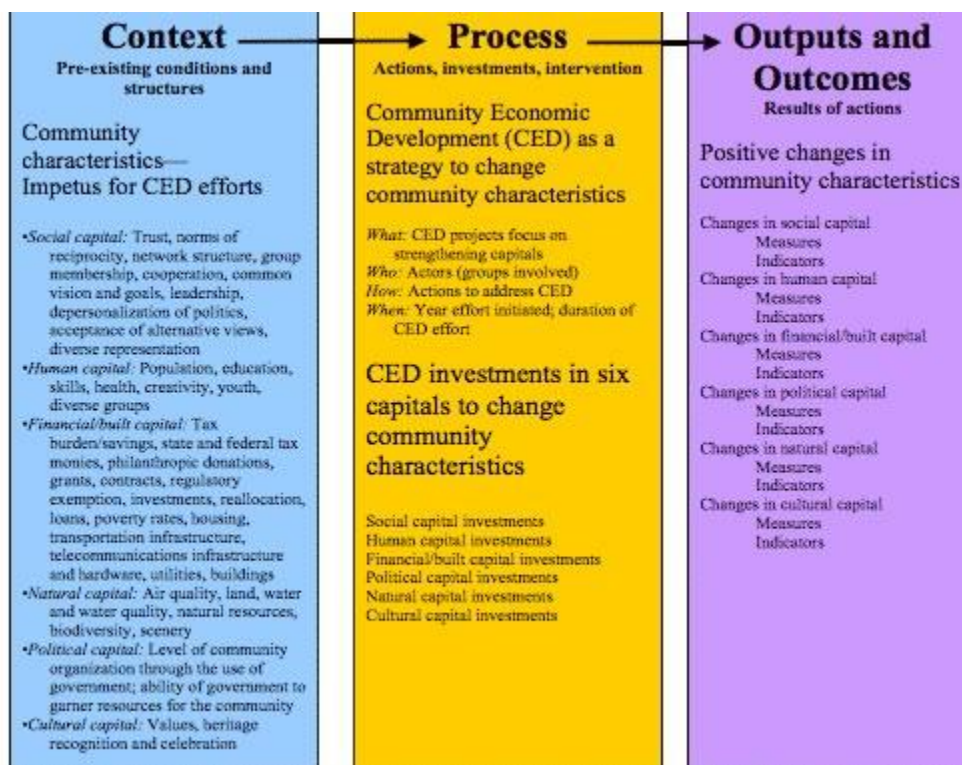 Context
Pre-existing conditions and
structures
Community
characteristics—
Impetus for CED efforts
•Social capital: Trust, norms of
reciprocity, network structure, group
membership, cooperation, common
vision and goals, leadership,
depersonalization of politics,
acceptance of alternative views,
diverse representation
•Human capital: Population, education,
skills, health, creativity, youth,
diverse groups
•Financial/built capital: Tax
burden/savings, state and federal tax
monies, philanthropic donations,
grants, contracts, regulatory
exemption, investments, reallocation,
loans, poverty rates, housing,
transportation infrastructure,
telecommunications infrastructure
and hardware, utilities, buildings
•Natural capital: Air quality, land, water
and water quality, natural resources,
biodiversity, scenery
•Political capital: Level of community
organization through the use of
government; ability of government to
garner resources for the community
•Cultural capital: Values, heritage
recognition and celebration
Process
Actions, investments, intervention
Community Economic
Development (CED) as a
strategy to change
community characteristics
What: CED projects focus on
strengthening capitals
Who: Actors (groups involved)
How: Actions to address CED
When: Year effort initiated; duration of
CED effort
CED investments in six
capitals to change
community
characteristics
Social capital investments
Human capital investments
Financial/built capital investments
Political capital investments
Natural capital investments
Cultural capital investments
Outputs and
Outcomes
Results of actions
Positive changes in
community characteristics
Changes in social capital
Measures
Indicators
Changes in human capital
Measures
Indicators
Changes in financial/built capital
Measures
Indicators
Changes in political capital
Measures
Indicators
Changes in natural capital
Measures
Indicators
Changes in cultural capital
Measures
Indicators